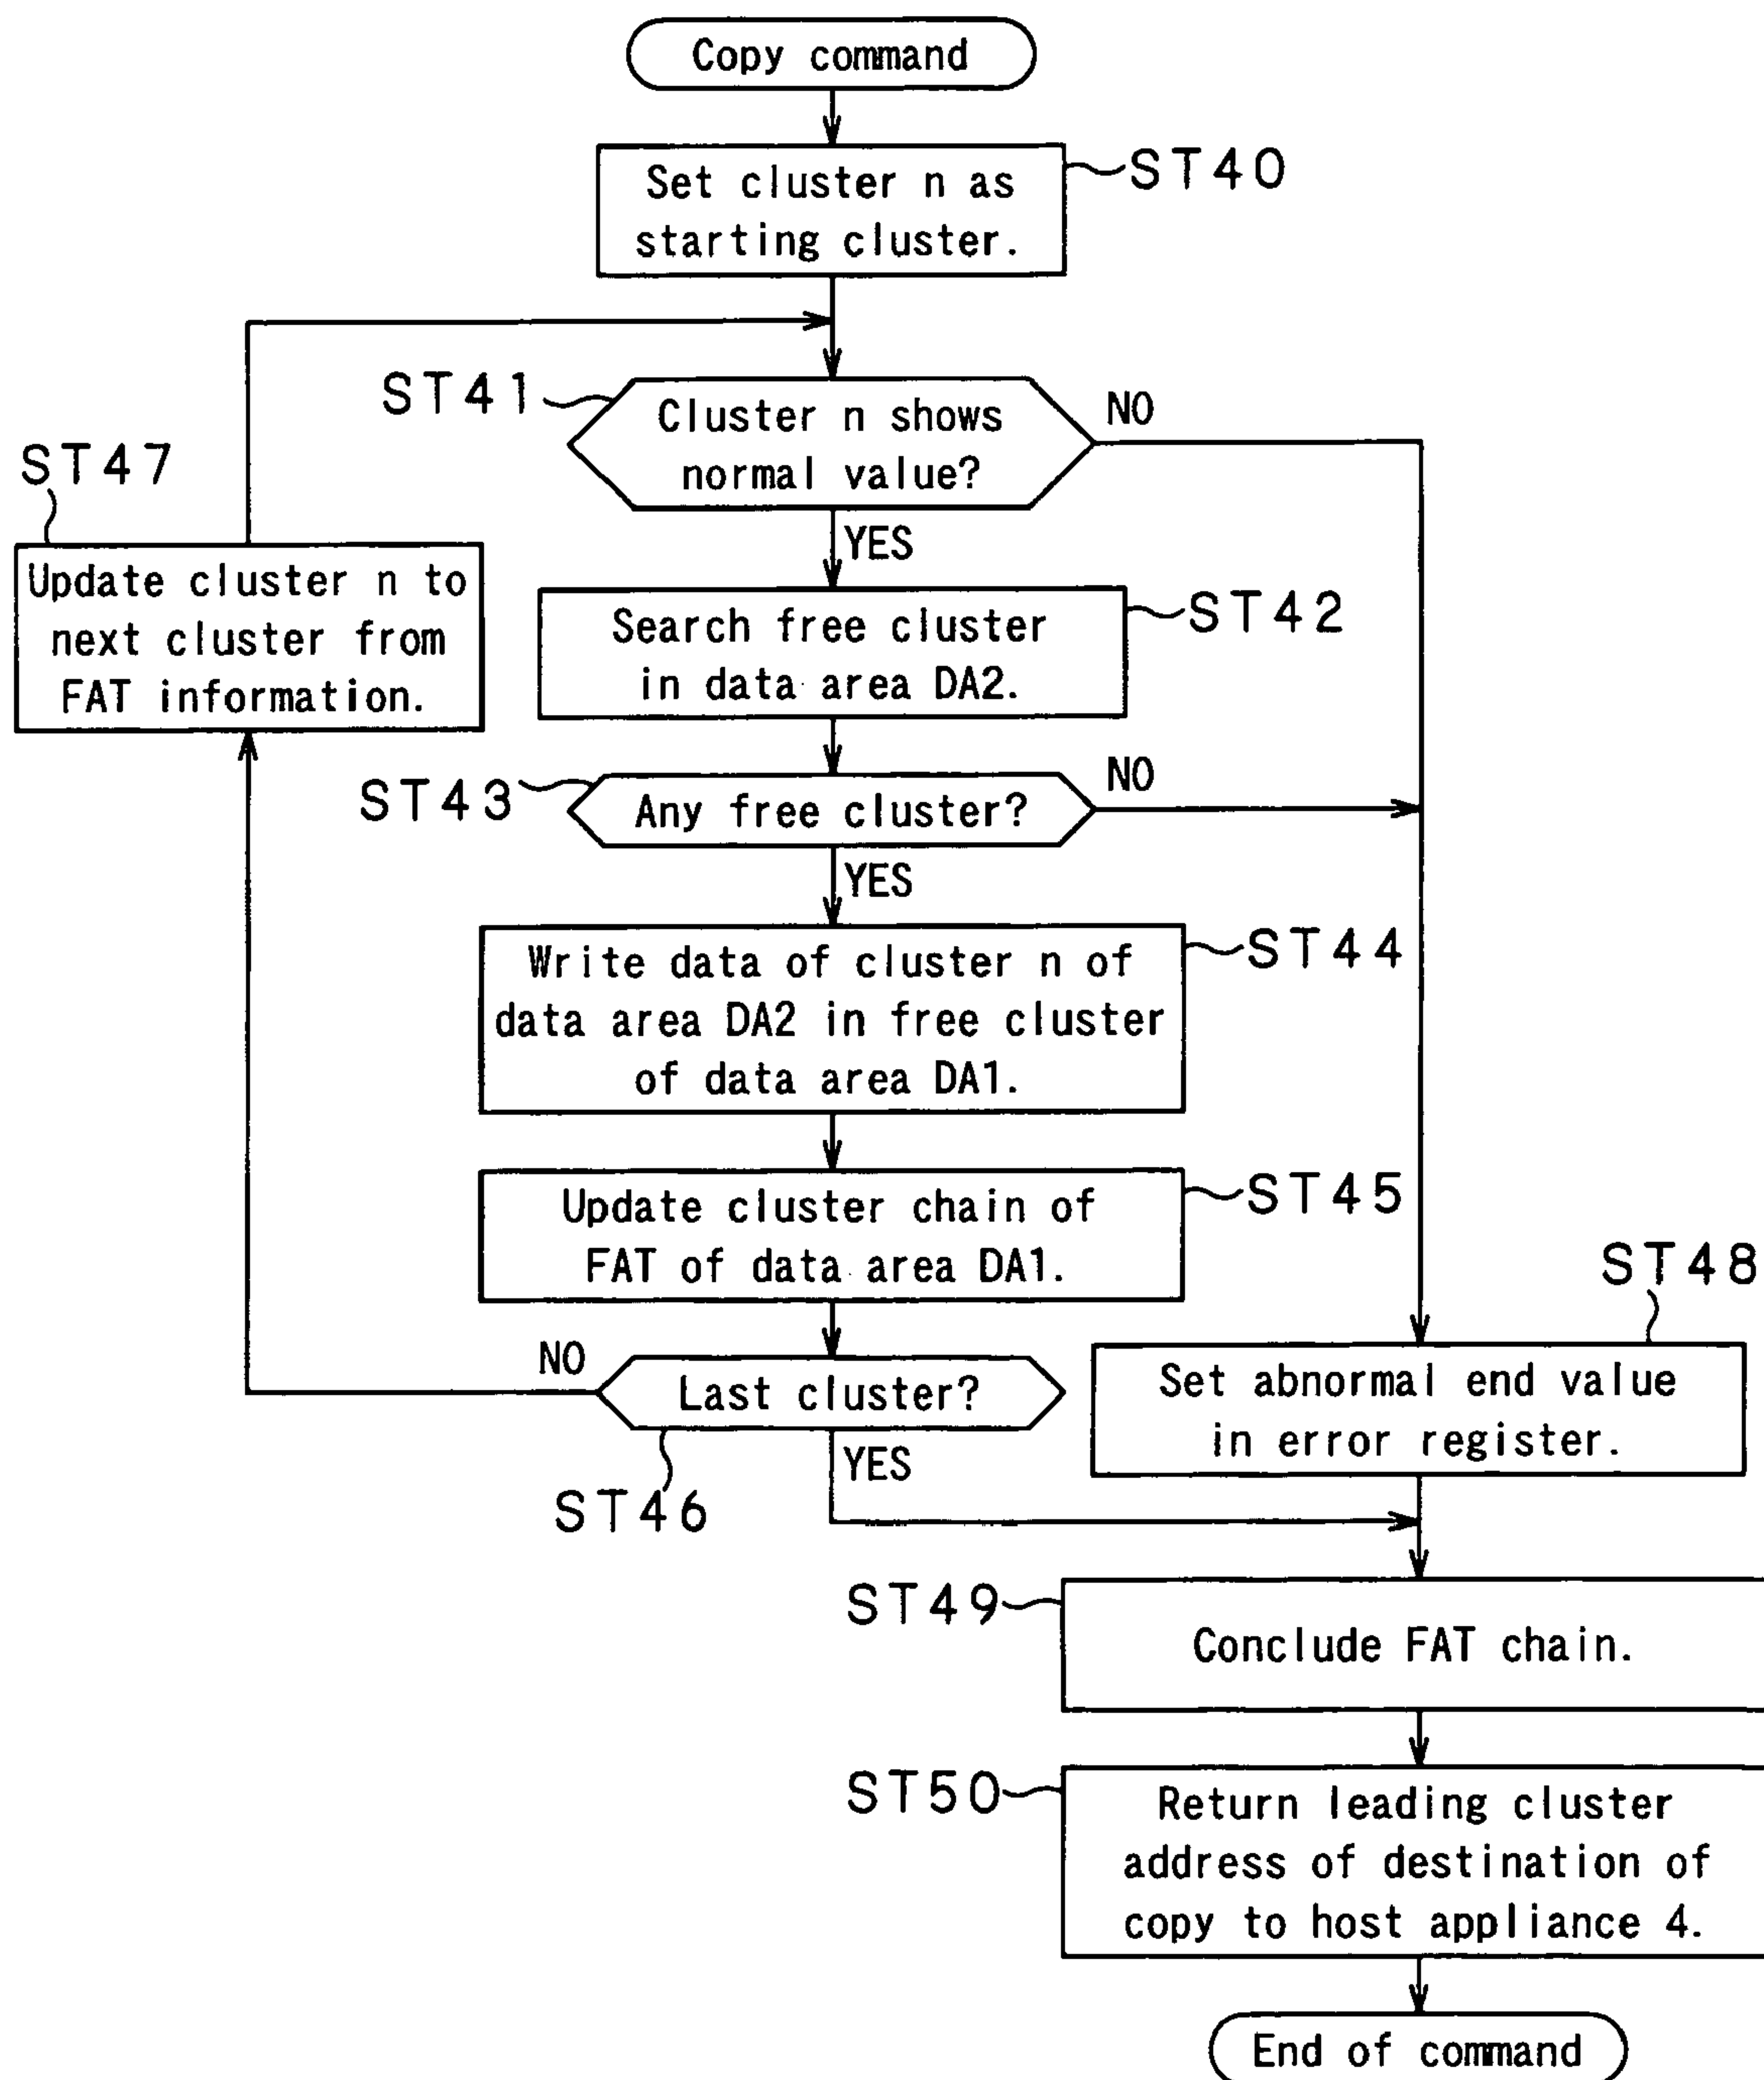 Copy command
Set cluster n as
starting cluster.
ST40
ST41
Cluster n shows
normal value?
NO
YES
ST47
Update cluster n to
next cluster from
FAT information.
Search free cluster
in data area DA2.
ST42
ST43
Any free cluster?
NO
YES
Write data of cluster n of
data area DA2 in free cluster
of data area DA1.
ST44
Update cluster chain of
FAT of data area DA1.
ST45
NO
Last cluster?
YES
ST46
ST48
Set abnormal end value
in error register.
ST49
Conclude FAT chain.
ST50
Return leading cluster
address of destination of
copy to host appliance 4.
End of command